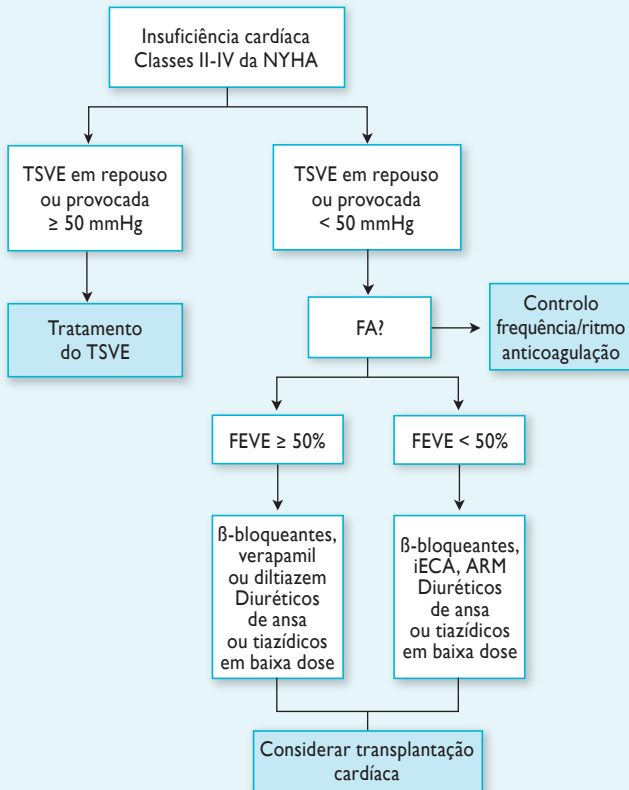 Insuficiência cardíaca
Classes II-IV da NYHA
TSVE em repouso
ou provocada
≥ 50 mmHg
TSVE em repouso
ou provocada
< 50 mmHg
Tratamento
do TSVE
FA?
Controlo
frequência/ritmo
anticoagulação
FEVE ≥ 50%
FEVE < 50%
ß-bloqueantes,
verapamil
ou diltiazem
Diuréticos
de ansa
ou tiazídicos
em baixa dose
ß-bloqueantes,
iECA, ARM
Diuréticos
de ansa
ou tiazídicos
em baixa dose
Considerar transplantação
cardíaca